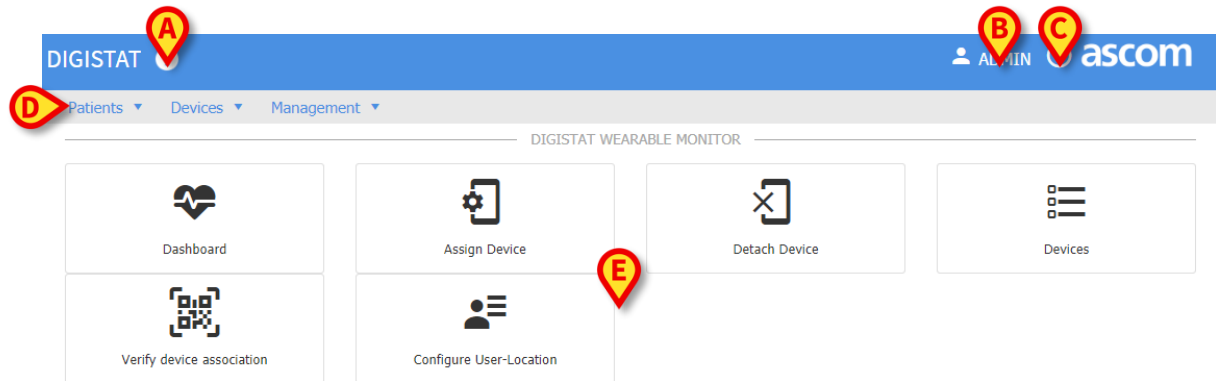 A
B
C
DIGISTAT
ADMIN
ascom
D
Patients
Devices
Management
DIGISTAT WEARABLE MONITOR
Dashboard
Assign Device
Detach Device
Devices
E
Verify device association
Configure User-Location